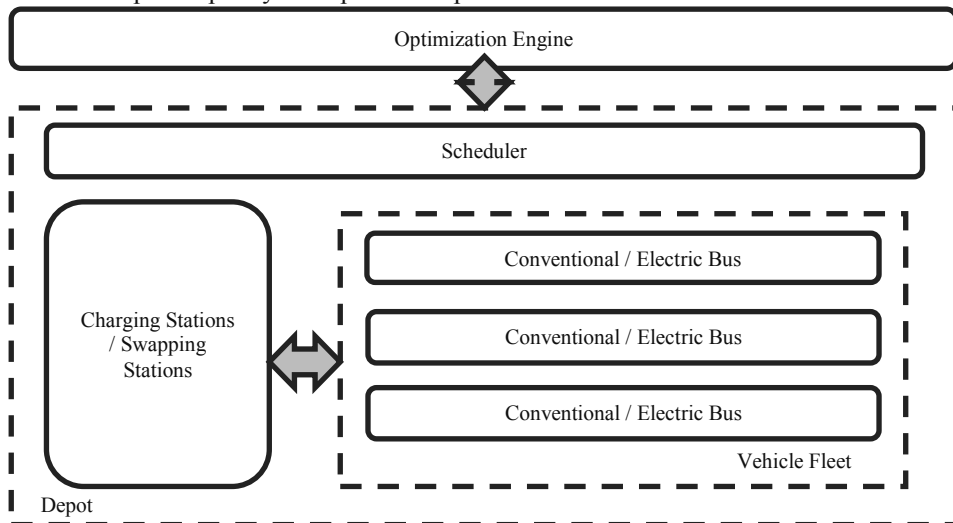 Optimization Engine
Scheduler
Charging Stations
/ Swapping
Stations
Conventional / Electric Bus
Conventional / Electric Bus
Conventional / Electric Bus
Vehicle Fleet
Depot